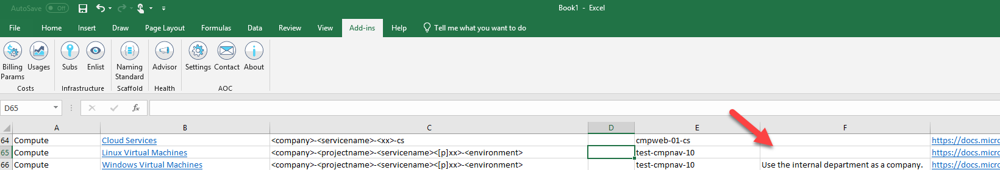 AutoSave Off Book1 - Excel
File Home Insert Draw Page Layout Formulas Data Review View Add-ins Help Tell me what you want to do
Billing Params Usages Subs Enlist Naming Standard Advisor Settings Contact About
Costs Infrastructure Scaffold Health AOC
D65 fx
A B C D E F
64 Compute Cloud Services <company>-<servicename>-<xx>-cs cmpweb-01-cs https://docs.micro
65 Compute Linux Virtual Machines <company>-<projectname>-<servicename><[p]xx>-<environment> test-cmpnav-10 https://docs.micro
66 Compute Windows Virtual Machines <company>-<projectname>-<servicename><[p]xx>-<environment> test-cmpnav-10 Use the internal department as a company. https://docs.micro